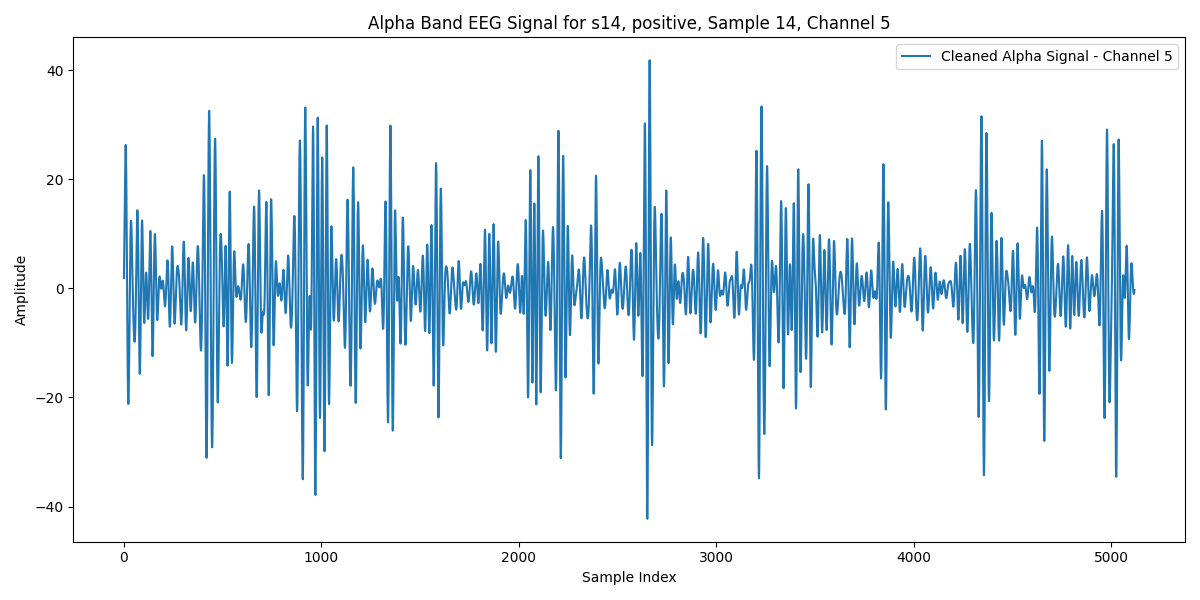 Alpha Band EEG Signal for s14, positive, Sample 14, Channel 5
Cleaned Alpha Signal - Channel 5
40
20
0
−20
−40
Amplitude
0 1000 2000 3000 4000 5000
Sample Index